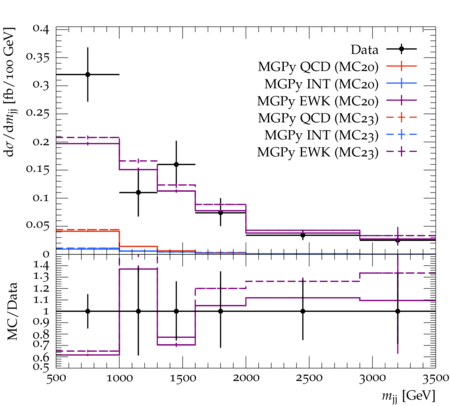 dσ/dm_jj [fb/100 GeV]
0.4
0.35
0.3
0.25
0.2
0.15
0.1
0.05
0
Data
MGPy QCD (MC20)
MGPy INT (MC20)
MGPy EWK (MC20)
MGPy QCD (MC23)
MGPy INT (MC23)
MGPy EWK (MC23)
MC/Data
1.4
1.3
1.2
1.1
1
0.9
0.8
0.7
0.6
0.5
500 1000 1500 2000 2500 3000 3500
m_jj [GeV]